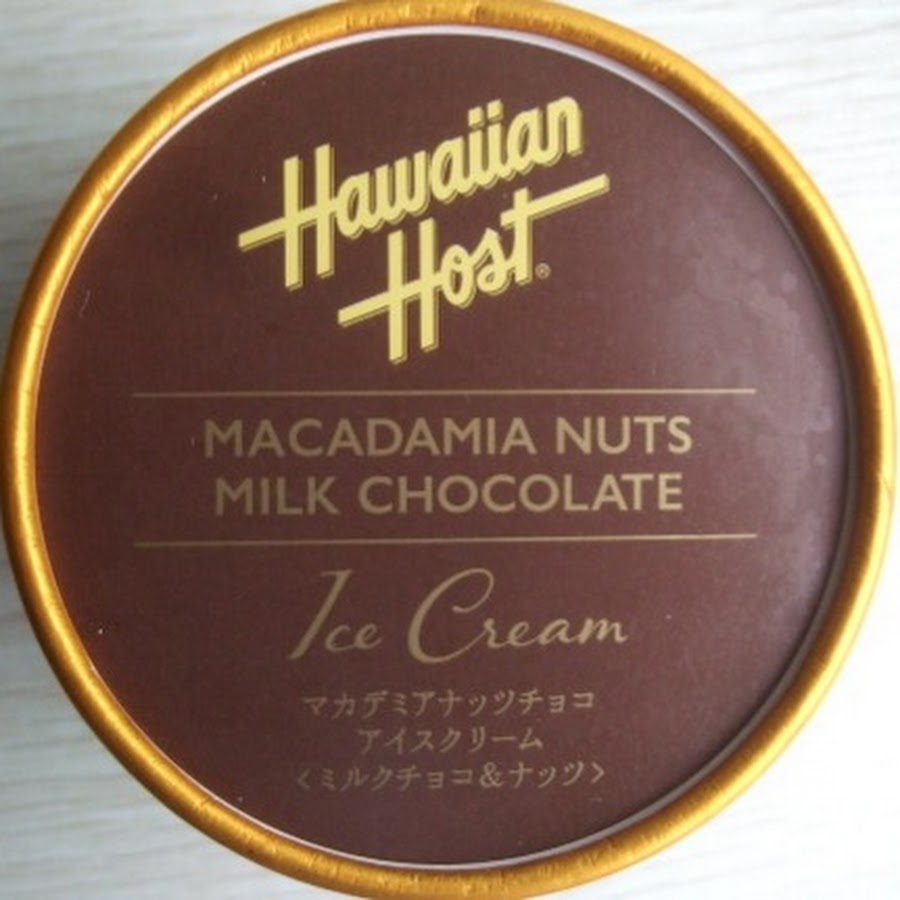 Hawaiian
Host®
MACADAMIA NUTS
MILK CHOCOLATE
Ice Cream
マカデミアナッツチョコ
アイスクリーム
〈ミルクチョコ&ナッツ〉